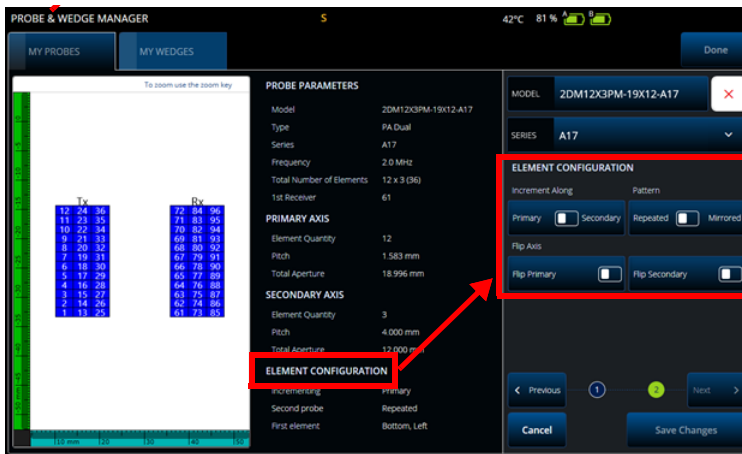 PROBE & WEDGE MANAGER S 42°C 81 % A B
MY PROBES MY WEDGES Done
To zoom use the zoom key
Tx Rx
12 24 36 72 84 96
11 23 35 71 83 95
10 22 34 70 82 94
9 21 33 69 81 93
8 20 32 68 80 92
7 19 31 67 79 91
6 18 30 66 78 90
5 17 29 65 77 89
4 16 28 64 76 88
3 15 27 63 75 87
2 14 26 62 74 86
1 13 25 61 73 85
10 mm 20 30 40 50
PROBE PARAMETERS
Model 2DM12X3PM-19X12-A17
Type PA Dual
Series A17
Frequency 2.0 MHz
Total Number of Elements 12 x 3 (36)
1st Receiver 61
PRIMARY AXIS
Element Quantity 12
Pitch 1.583 mm
Total Aperture 18.996 mm
SECONDARY AXIS
Element Quantity 3
Pitch 4.000 mm
Total Aperture 12.000 mm
ELEMENT CONFIGURATION
Incrementing Primary
Second probe Repeated
First element Bottom, Left
MODEL 2DM12X3PM-19X12-A17
SERIES A17
ELEMENT CONFIGURATION
Increment Along Pattern
Primary Secondary Repeated Mirrored
Flip Axis
Flip Primary Flip Secondary
Previous 1 2 Next
Cancel Save Changes